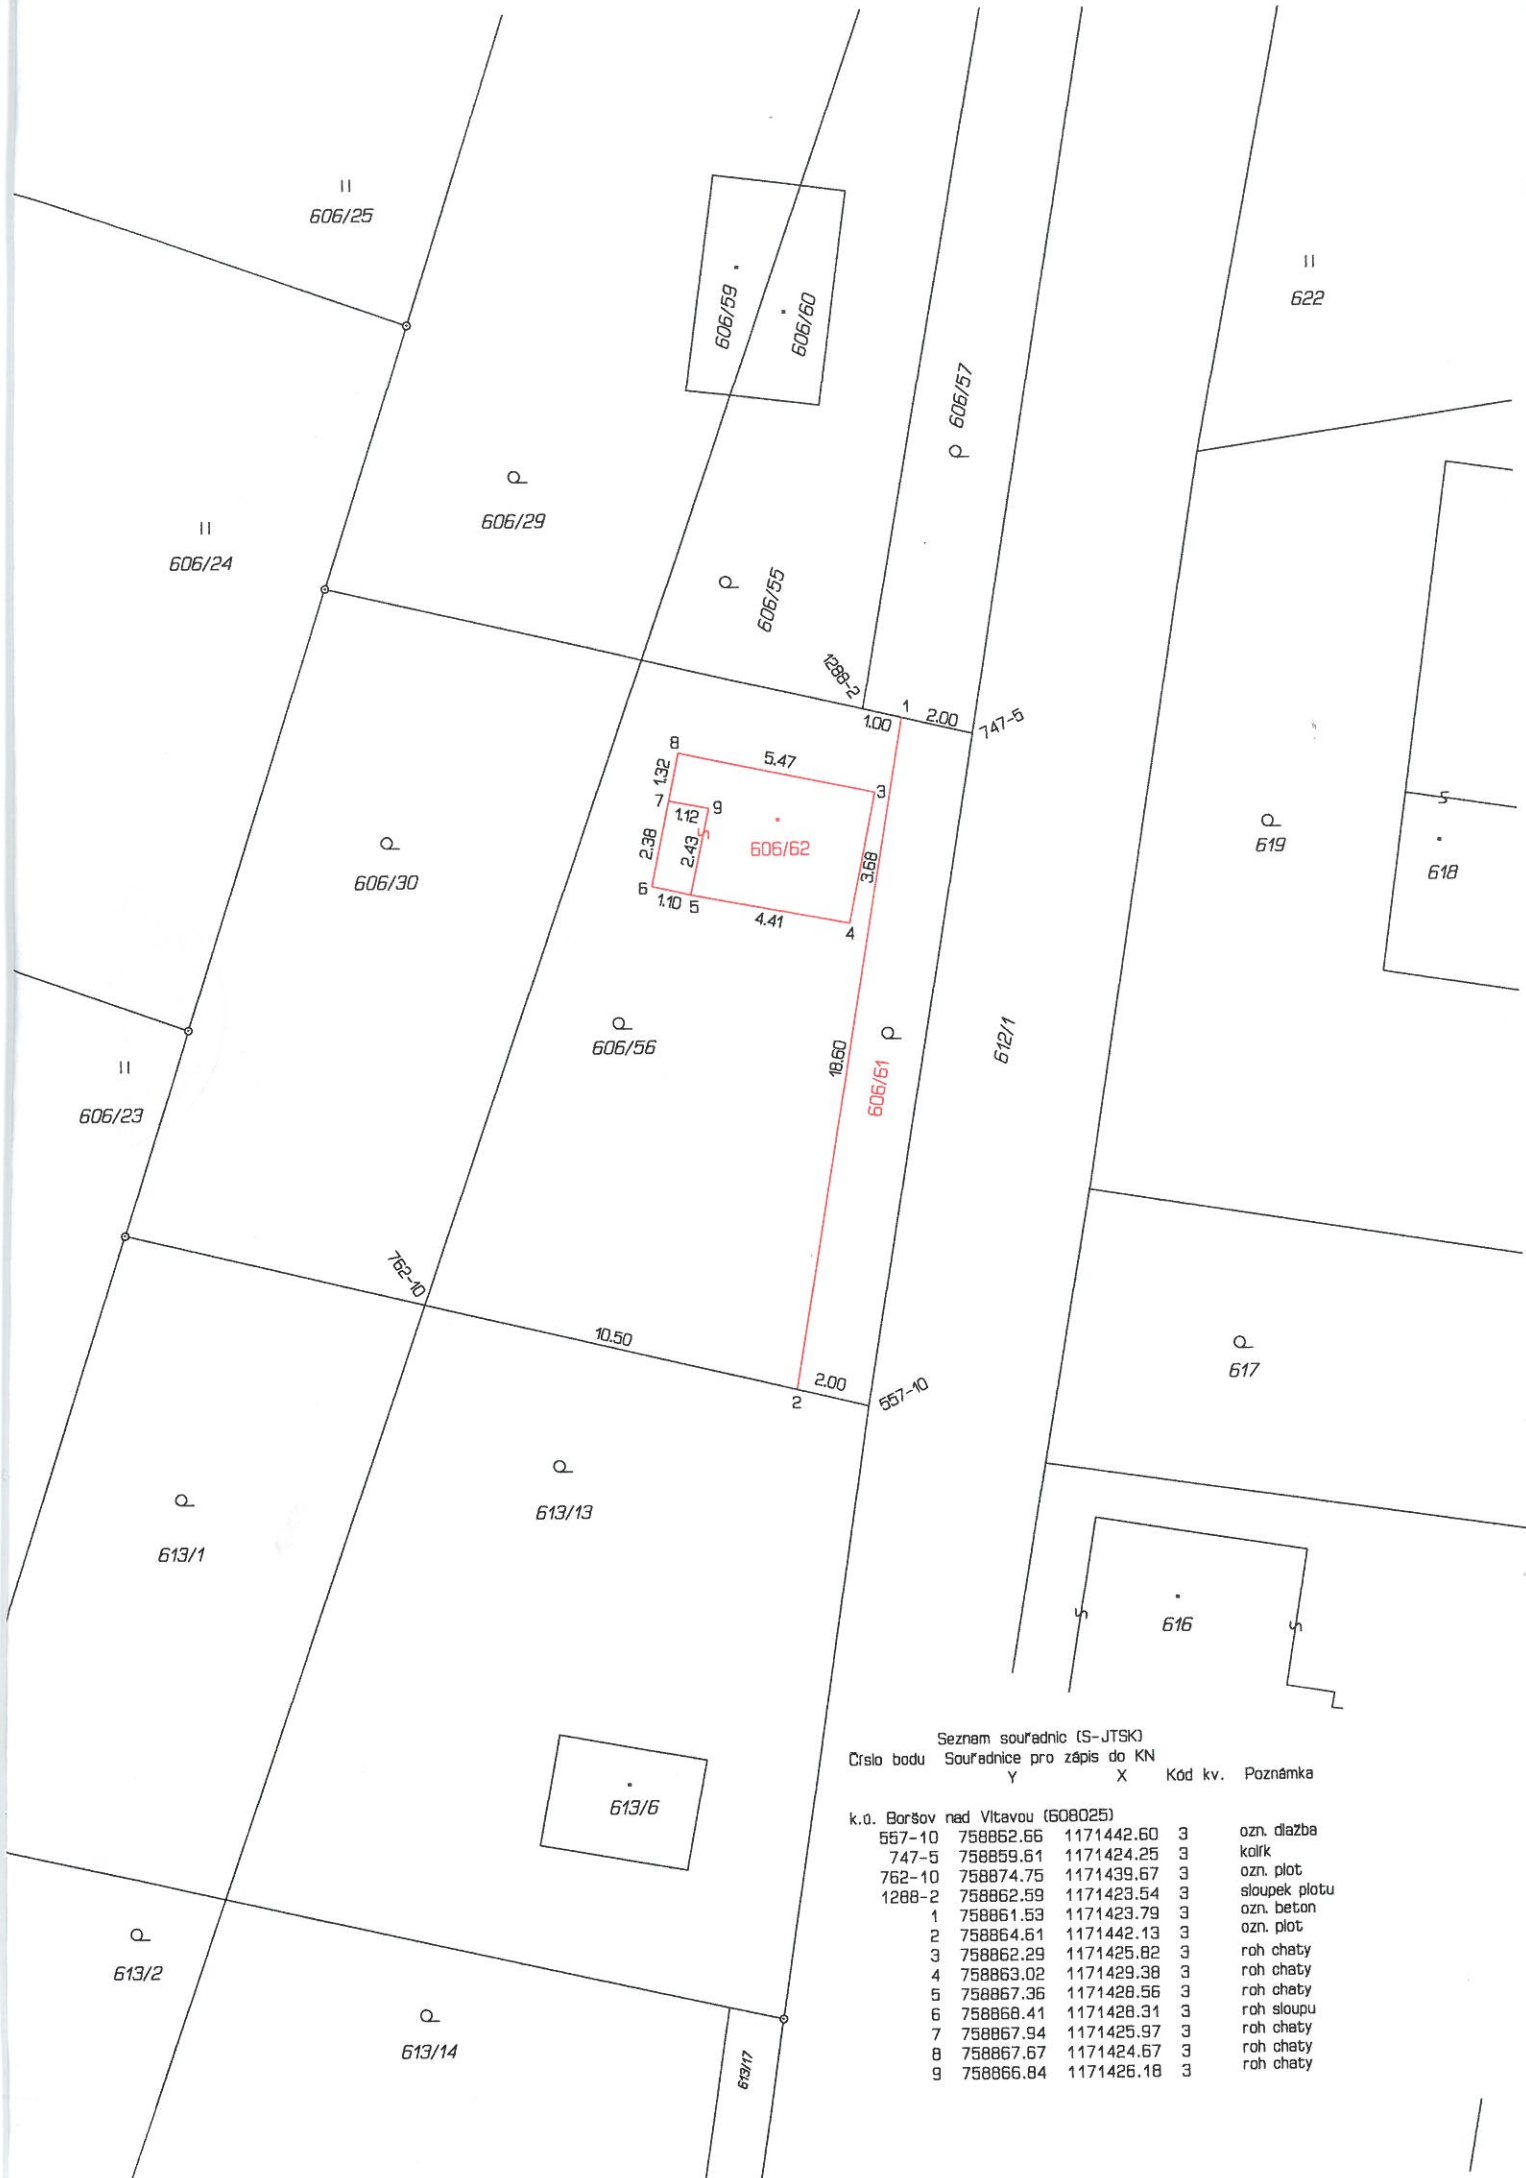 606/25
622
606/59
606/60
606/57
606/29
606/24
606/55
1288-2
1
1.00
2.00
747-5
8
5.47
1.32
3
7
9
1.12
2.38
2.43
606/62
3.68
619
618
606/30
6
1.10
5
4.41
4
606/56
612/1
18.60
606/61
606/23
762-10
10.50
2.00
557-10
2
617
613/13
613/1
616
613/6
613/2
613/14
613/17
Seznam souřadnic (S-JTSK)
Číslo bodu Souřadnice pro zápis do KN
Y X Kód kv. Poznámka
k.ú. Boršov nad Vltavou (608025)
557-10 758862.66 1171442.60 3 ozn. dlažba
747-5 758859.61 1171424.25 3 kolík
762-10 758874.75 1171439.67 3 ozn. plot
1288-2 758862.59 1171423.54 3 sloupek plotu
1 758861.53 1171423.79 3 ozn. beton
2 758864.61 1171442.13 3 ozn. plot
3 758862.29 1171425.82 3 roh chaty
4 758863.02 1171429.38 3 roh chaty
5 758867.36 1171428.56 3 roh chaty
6 758868.41 1171428.31 3 roh sloupu
7 758867.94 1171425.97 3 roh chaty
8 758867.67 1171424.67 3 roh chaty
9 758866.84 1171426.18 3 roh chaty